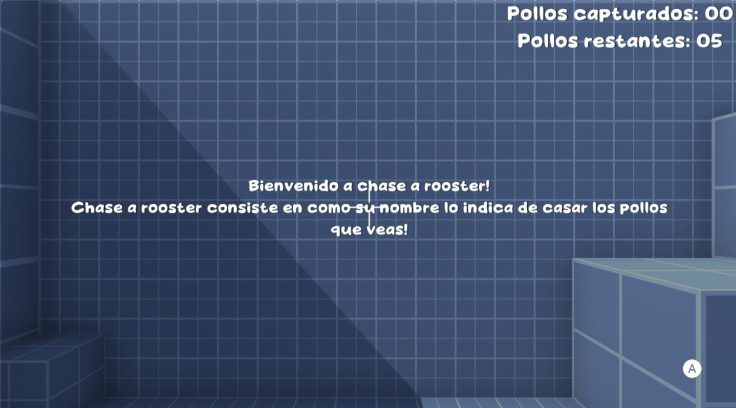 Pollos capturados: 00
Pollos restantes: 05
Bienvenido a chase a rooster!
Chase a rooster consiste en como su nombre lo indica de casar los pollos
que veas!
A